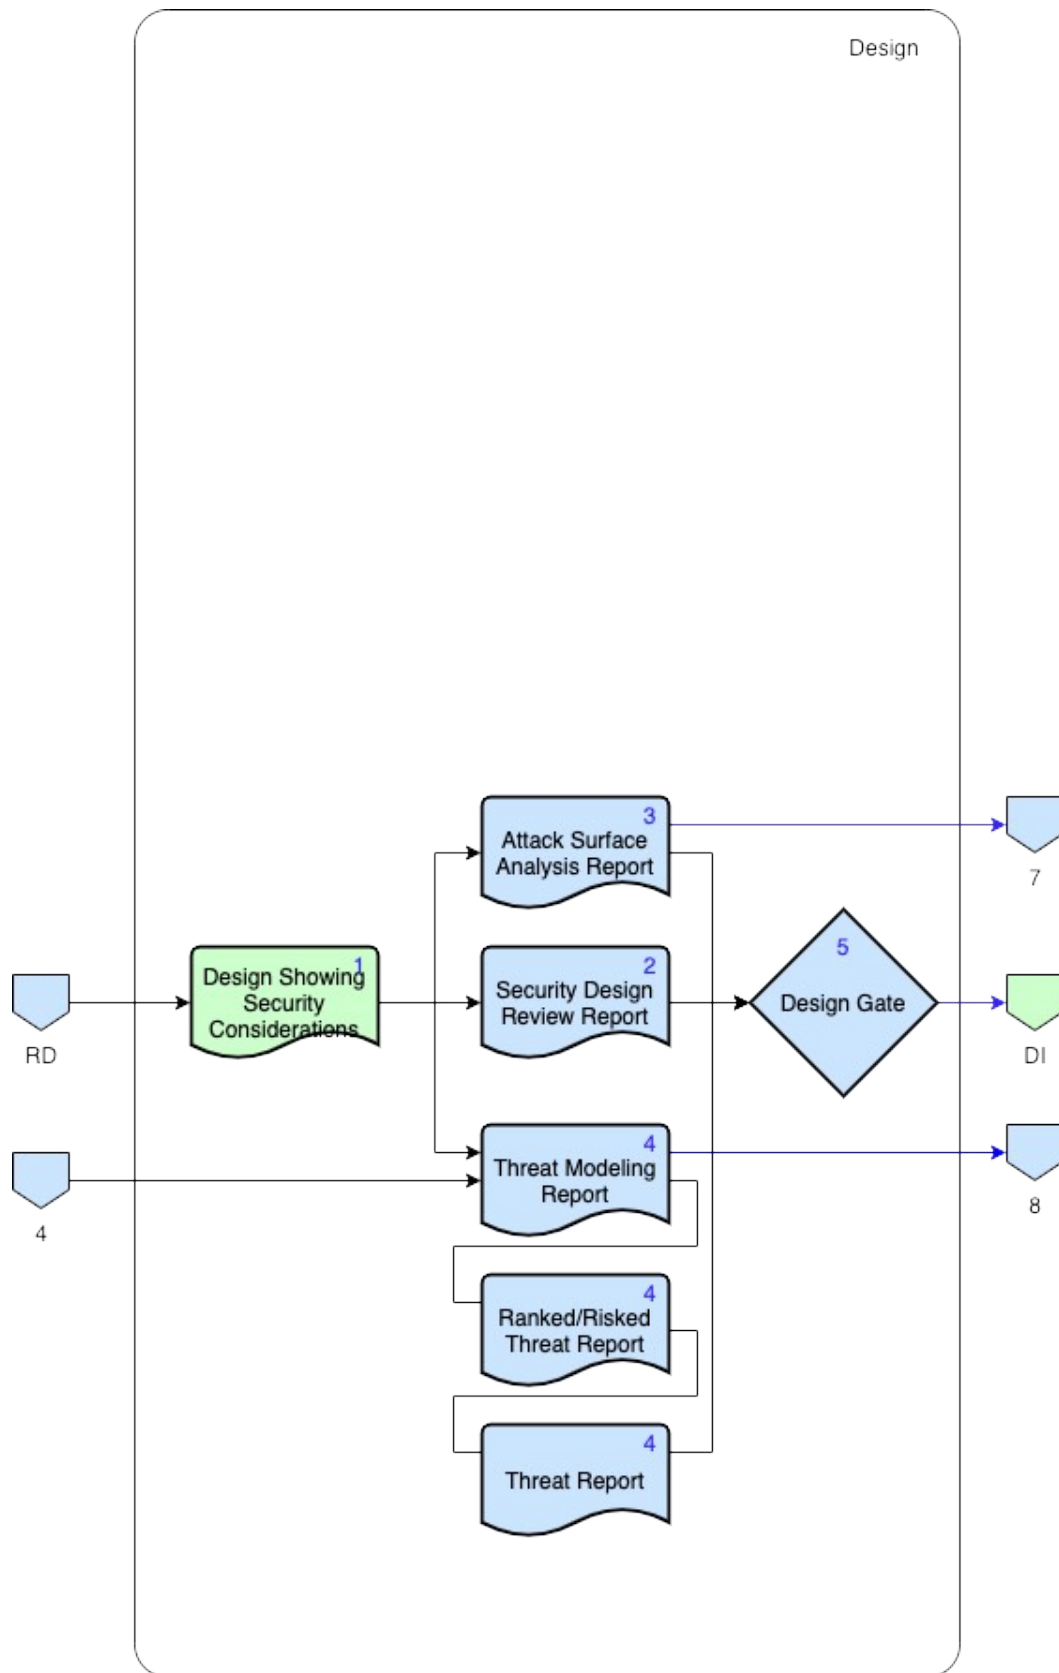 Design
3
Attack Surface
Analysis Report
7
1
Design Showing
Security
Considerations
2
Security Design
Review Report
5
Design Gate
RD
DI
4
Threat Modeling
Report
4
8
4
Ranked/Risked
Threat Report
4
Threat Report